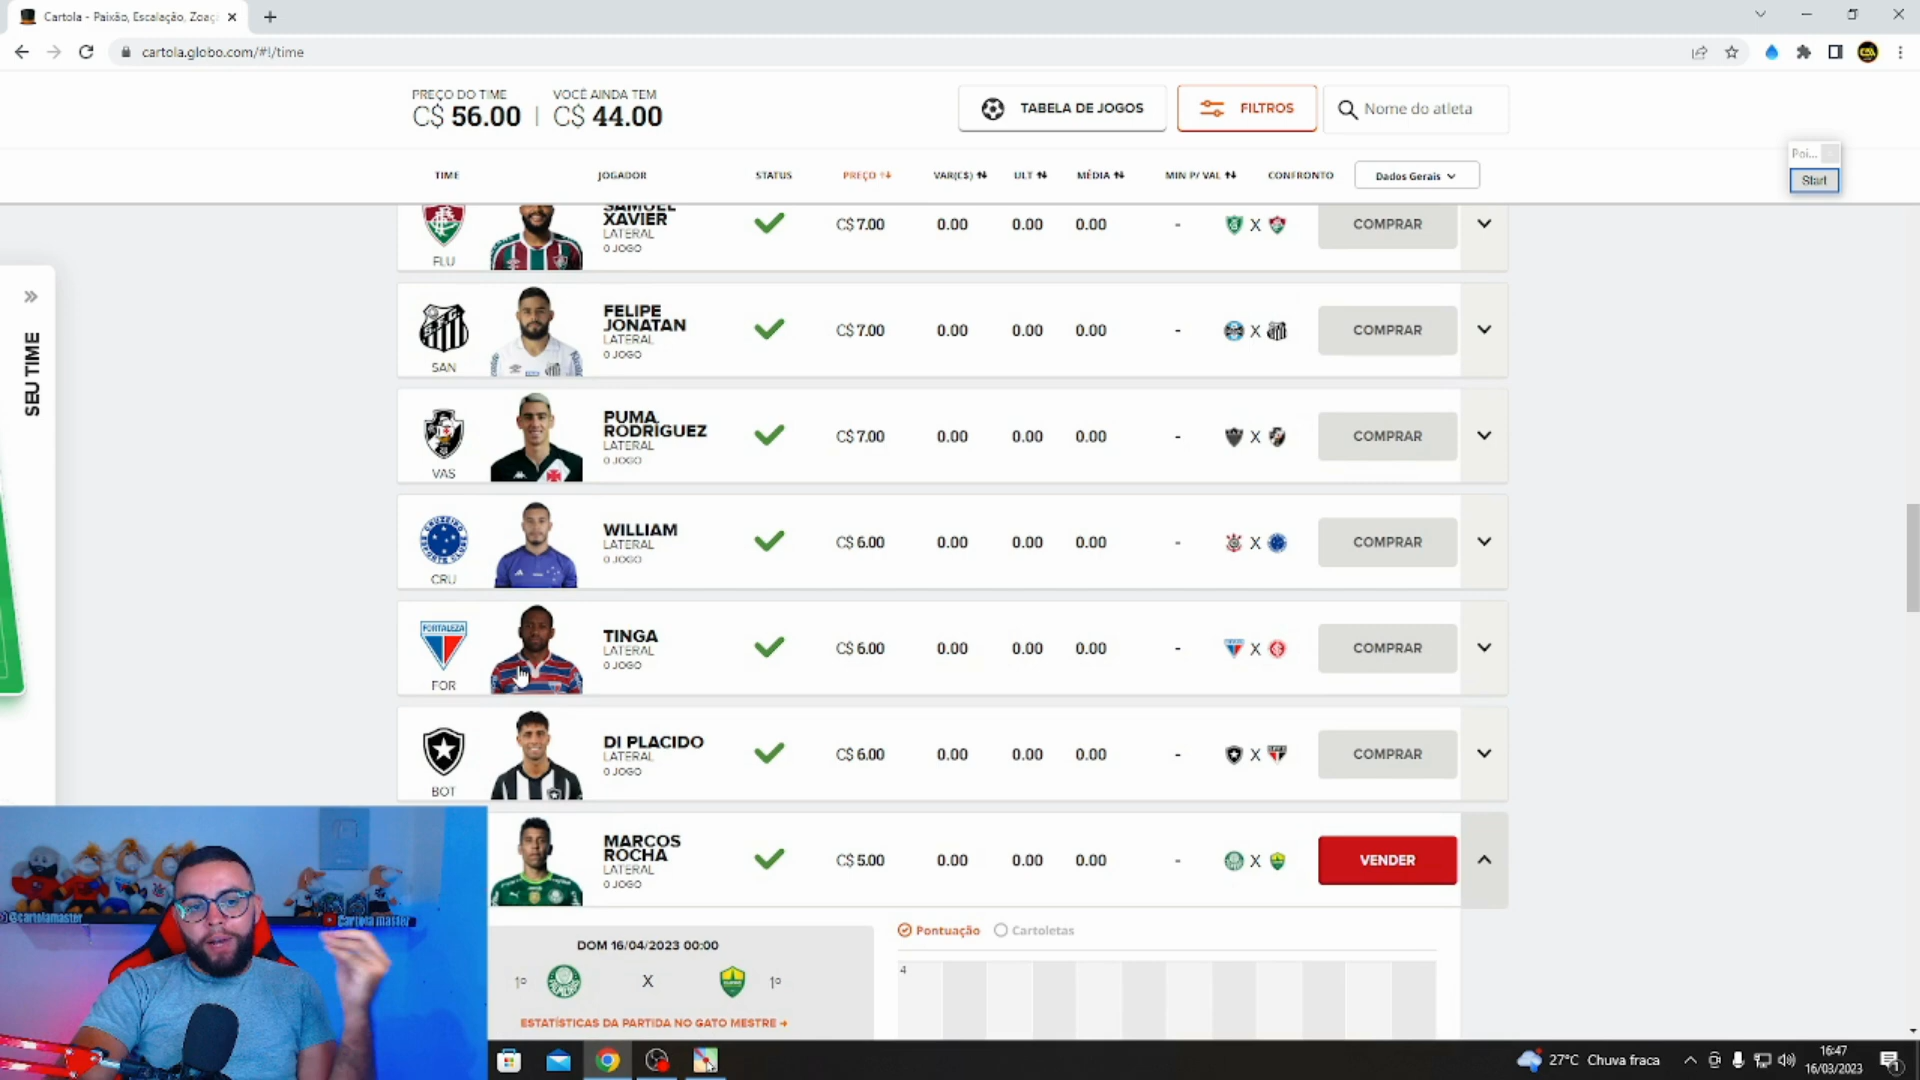 Cartola - Paixão, Escalação, Zoaç
cartola.globo.com/#!/time
PREÇO DO TIME
C$ 56.00
VOCÊ AINDA TEM
C$ 44.00
TABELA DE JOGOS
FILTROS
Nome do atleta
Poi...
Start
TIME JOGADOR STATUS PREÇO VAR(C$) ULT MÉDIA MIN P/ VAL CONFRONTO Dados Gerais
SEU TIME
SAMUEL
XAVIER
LATERAL
0 JOGO
FLU
C$ 7.00 0.00 0.00 0.00 - X COMPRAR
FELIPE
JONATAN
LATERAL
0 JOGO
SAN
C$ 7.00 0.00 0.00 0.00 - X COMPRAR
PUMA
RODRÍGUEZ
LATERAL
0 JOGO
VAS
C$ 7.00 0.00 0.00 0.00 - X COMPRAR
WILLIAM
LATERAL
0 JOGO
CRU
C$ 6.00 0.00 0.00 0.00 - X COMPRAR
FORTALEZA
TINGA
LATERAL
0 JOGO
FOR
C$ 6.00 0.00 0.00 0.00 - X COMPRAR
DI PLACIDO
LATERAL
0 JOGO
BOT
C$ 6.00 0.00 0.00 0.00 - X COMPRAR
MARCOS
ROCHA
LATERAL
0 JOGO
C$ 5.00 0.00 0.00 0.00 - X VENDER
DOM 16/04/2023 00:00
1º X 1º
ESTATÍSTICAS DA PARTIDA NO GATO MESTRE
Pontuação Cartoletas
4
@cartolamaster
Cartola master
27°C Chuva fraca
16:47
16/03/2023
1